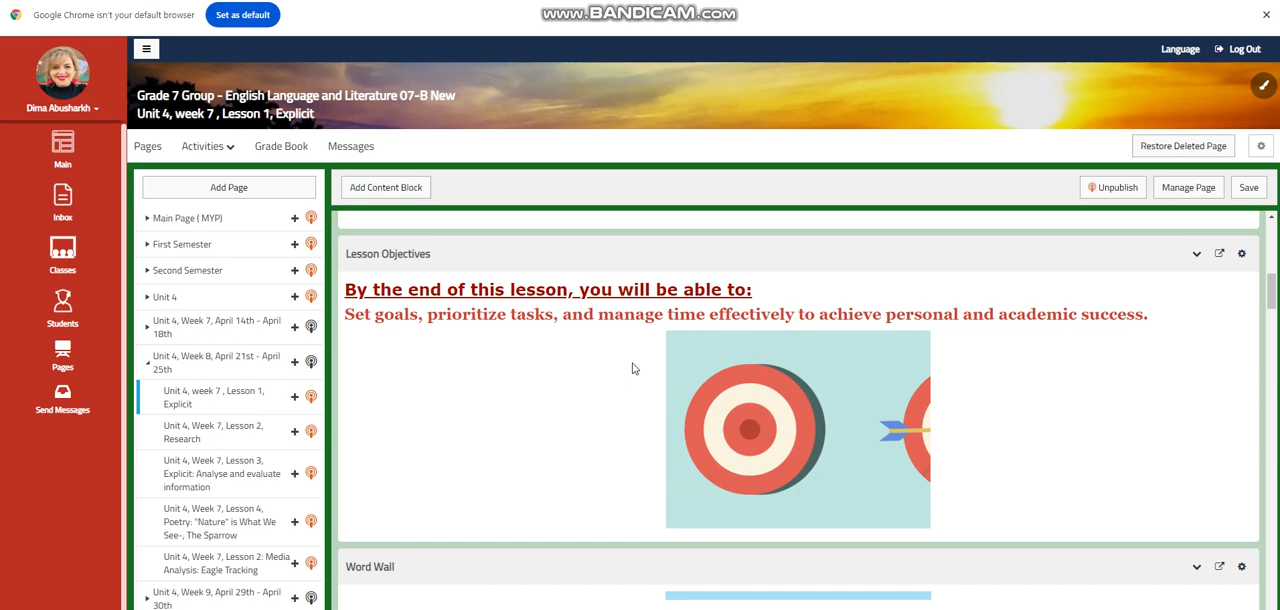 Google Chrome isn't your default browser
Set as default
www.BANDICAM.com
Language
Log Out
Dima Abusharkh
Grade 7 Group - English Language and Literature 07-B New
Unit 4, week 7 , Lesson 1, Explicit
Pages
Activities
Grade Book
Messages
Restore Deleted Page
Main
Inbox
Classes
Students
Pages
Send Messages
Add Page
Main Page ( MYP)
First Semester
Second Semester
Unit 4
Unit 4, Week 7, April 14th - April
18th
Unit 4, Week 8, April 21st - April
25th
Unit 4, week 7 , Lesson 1,
Explicit
Unit 4, Week 7, Lesson 2,
Research
Unit 4, Week 7, Lesson 3,
Explicit: Analyse and evaluate
information
Unit 4, Week 7, Lesson 4,
Poetry: "Nature" is What We
See-, The Sparrow
Unit 4, Week 7, Lesson 2: Media
Analysis: Eagle Tracking
Unit 4, Week 9, April 29th - April
30th
Add Content Block
Unpublish
Manage Page
Save
Lesson Objectives
By the end of this lesson, you will be able to:
Set goals, prioritize tasks, and manage time effectively to achieve personal and academic success.
Word Wall